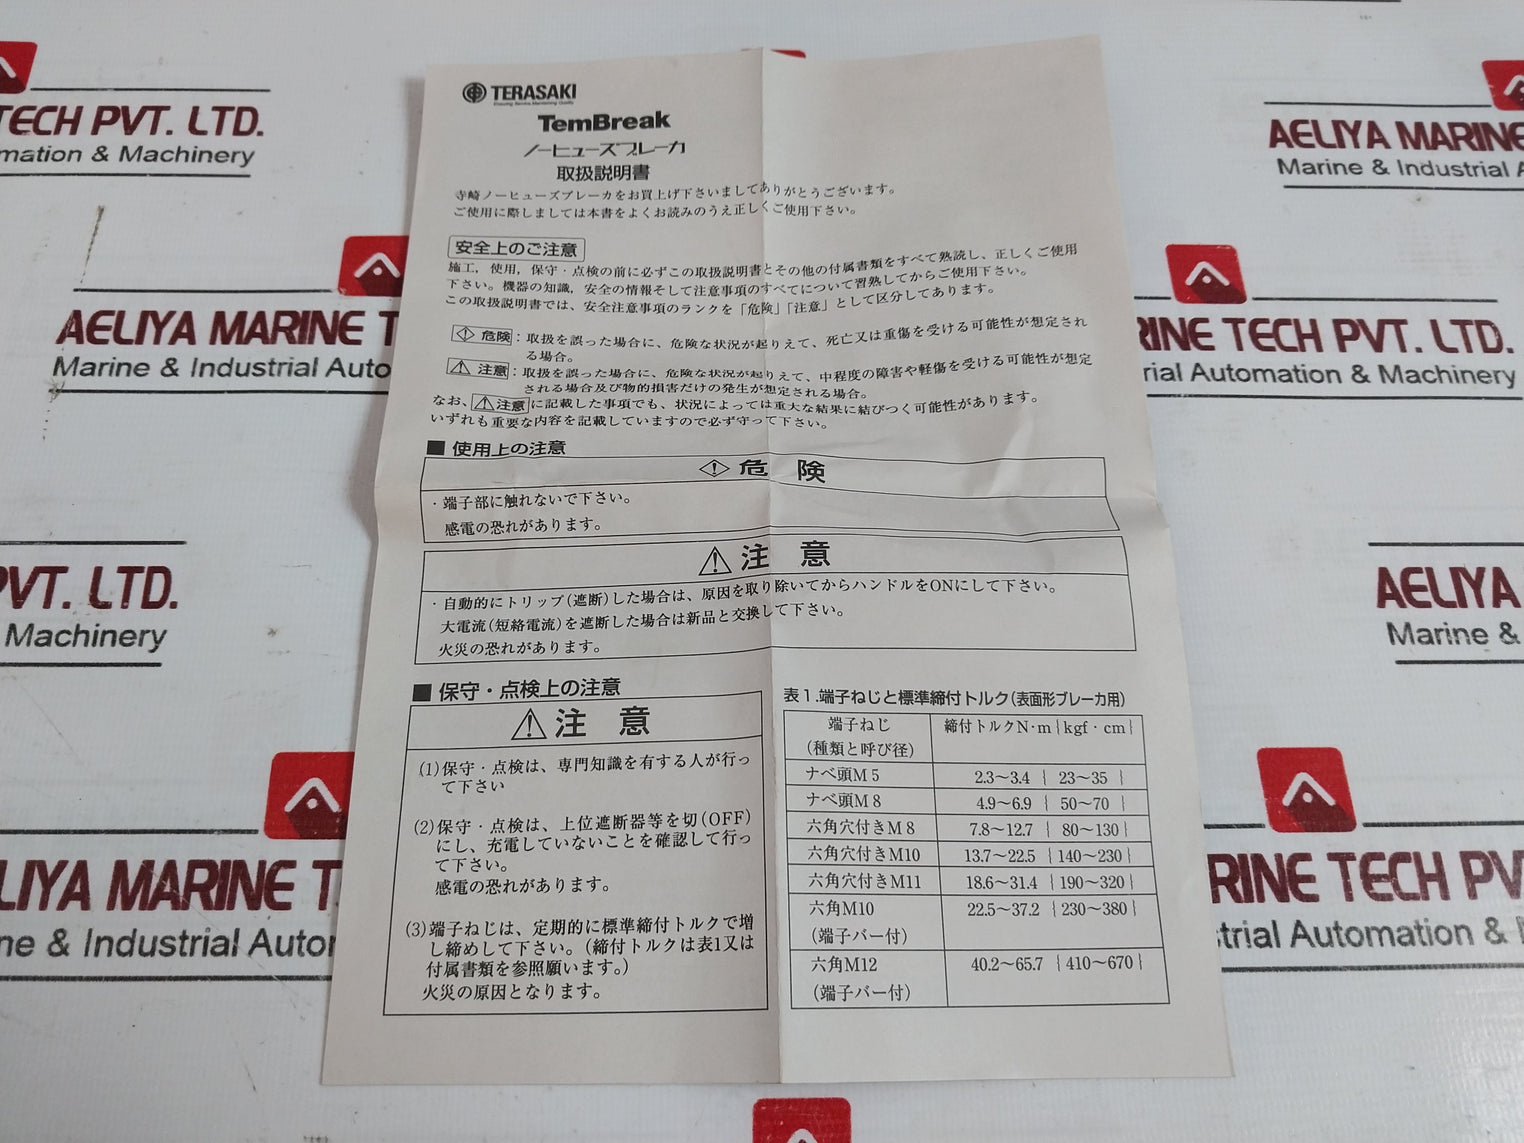 TERASAKI
TemBreak
ノーヒューズブレーカ
取扱説明書
寺崎ノーヒューズブレーカをお買上げ下さいましてありがとうございます。
ご使用に際しましては本書をよくお読みのうえ正しくご使用下さい。
安全上のご注意
施工，使用，保守・点検の前に必ずこの取扱説明書とその他の付属書類をすべて熟読し、正しくご使用
下さい。機器の知識，安全の情報そして注意事項のすべてについて習熟してからご使用下さい。
この取扱説明書では、安全注意事項のランクを「危険」「注意」として区分してあります。
危険：取扱を誤った場合に、危険な状況が起りえて、死亡又は重傷を受ける可能性が想定され
る場合。
注意：取扱を誤った場合に、危険な状況が起りえて、中程度の障害や軽傷を受ける可能性が想定
される場合及び物的損害だけの発生が想定される場合。
なお、注意に記載した事項でも、状況によっては重大な結果に結びつく可能性があります。
いずれも重要な内容を記載していますので必ず守って下さい。
■ 使用上の注意
危 険
・端子部に触れないで下さい。
感電の恐れがあります。
注 意
・自動的にトリップ(遮断)した場合は、原因を取り除いてからハンドルをONにして下さい。
大電流(短絡電流)を遮断した場合は新品と交換して下さい。
火災の恐れがあります。
■ 保守・点検上の注意
注 意
(1)保守・点検は、専門知識を有する人が行っ
て下さい
(2)保守・点検は、上位遮断器等を切(OFF)
にし、充電していないことを確認して行っ
て下さい。
感電の恐れがあります。
(3)端子ねじは、定期的に標準締付トルクで増
し締めして下さい。(締付トルクは表1又は
付属書類を参照願います。)
火災の原因となります。
表1.端子ねじと標準締付トルク(表面形ブレーカ用)
端子ねじ 締付トルクN·m｛kgf·cm｝
(種類と呼び径)
ナベ頭M5 2.3～3.4｛23～35｝
ナベ頭M8 4.9～6.9｛50～70｝
六角穴付きM8 7.8～12.7｛80～130｝
六角穴付きM10 13.7～22.5｛140～230｝
六角穴付きM11 18.6～31.4｛190～320｝
六角M10 22.5～37.2｛230～380｝
(端子バー付)
六角M12 40.2～65.7｛410～670｝
(端子バー付)
TECH PVT. LTD.
& Machinery
AELIYA MARINE
Marine & Industrial
AELIYA MARINE
Marine & Industrial
TECH PVT. LTD.
Automation & Machinery
PVT. LTD.
Machinery
AELIYA
Marine &
MARINE
& Industrial
TECH
Automation &